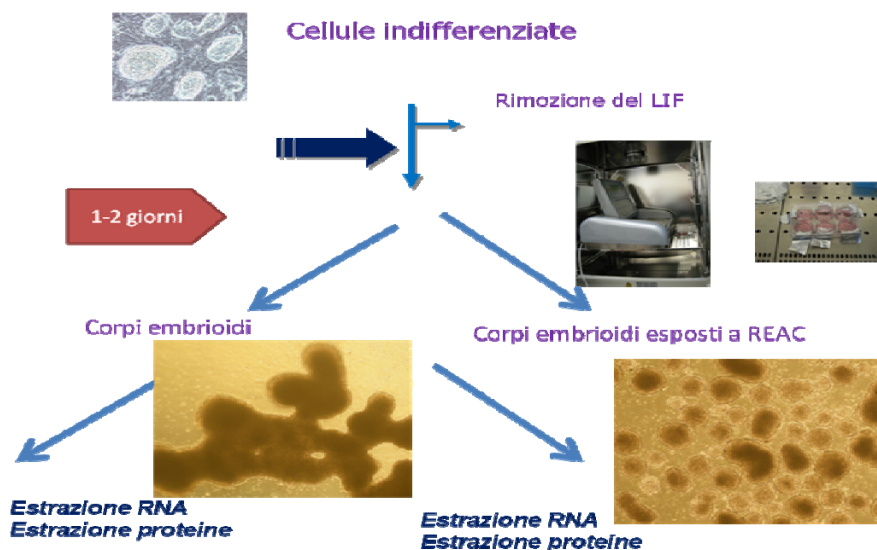 Cellule indifferenziate
Rimozione del LIF
1-2 giorni
Corpi embrioidi
Corpi embrioidi esposti a REAC
Estrazione RNA
Estrazione proteine
Estrazione RNA
Estrazione proteine